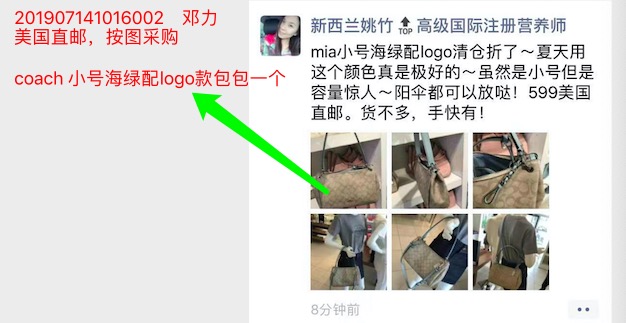 201907141016002 邓力
美国直邮，按图采购
coach 小号海绿配logo款包包一个
新西兰姚竹🔝高级国际注册营养师
mia小号海绿配logo清仓折了～夏天用
这个颜色真是极好的～虽然是小号但是
容量惊人～阳伞都可以放哒！599美国
直邮。货不多，手快有！
8分钟前